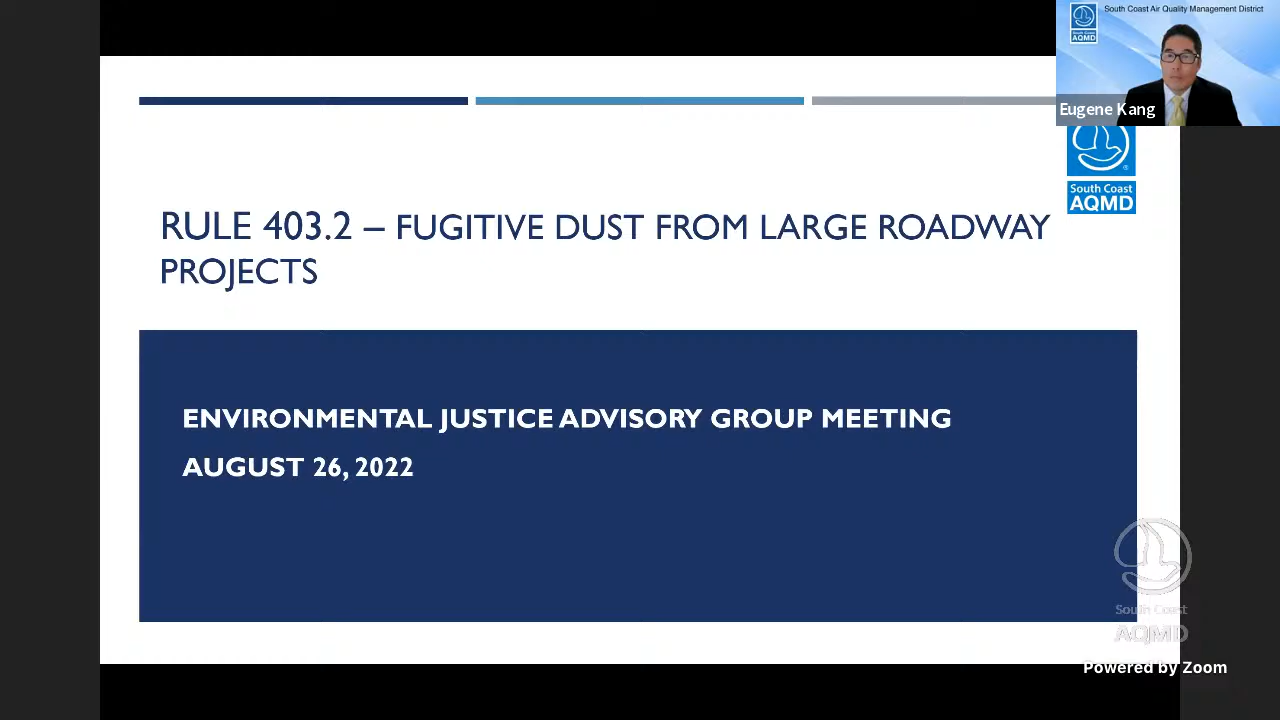 South Coast Air Quality Management District
South Coast
AQMD
Eugene Kang
South Coast
AQMD
RULE 403.2 – FUGITIVE DUST FROM LARGE ROADWAY
PROJECTS
ENVIRONMENTAL JUSTICE ADVISORY GROUP MEETING
AUGUST 26, 2022
South Coast
AQMD
Powered by Zoom